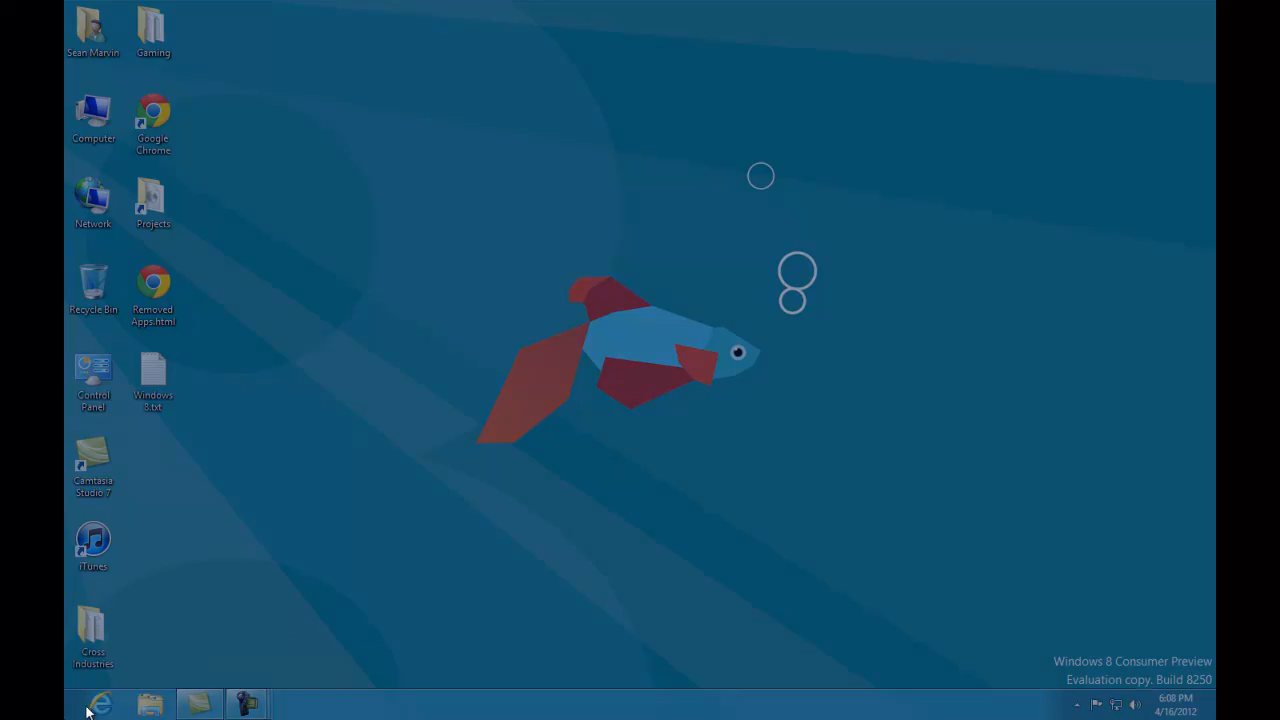 Sean Marvin
Gaming
Computer
Google
Chrome
Network
Projects
Recycle Bin
Removed
Apps.html
Control
Panel
Windows
8.txt
Camtasia
Studio 7
iTunes
Cross
Industries
Windows 8 Consumer Preview
Evaluation copy. Build 8250
6:08 PM
4/16/2012